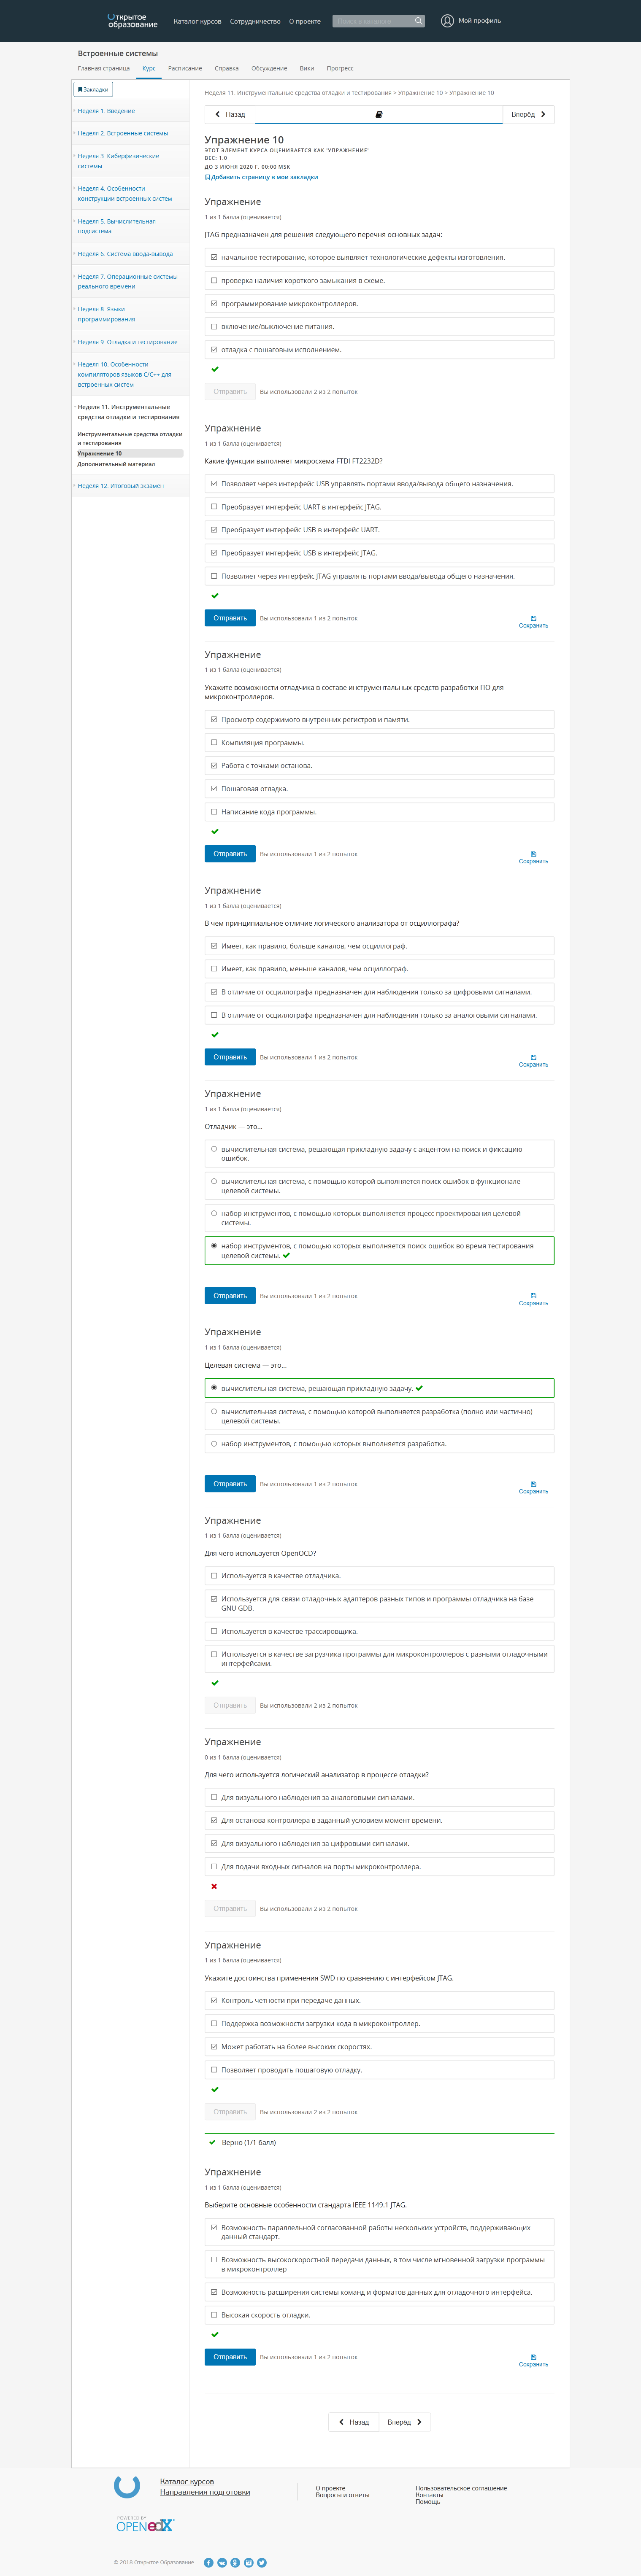 Открытое
образование
Каталог курсов
Сотрудничество
О проекте
Поиск и название
Мой профиль
Встроенные системы
Главная страница
Курс
Расписание
Справка
Обсуждение
Вики
Прогресс
Закладки
Неделя 1. Введение
Неделя 2. Встроенные системы
Неделя 3. Киберфизические
системы
Неделя 4. Особенности
конструкции встроенных систем
Неделя 5. Вычислительная
подсистема
Неделя 6. Система ввода-вывода
Неделя 7. Операционные системы
реального времени
Неделя 8. Языки
программирования
Неделя 9. Отладка и тестирование
Неделя 10. Особенности
компиляторов языков C/C++ для
встроенных систем
Неделя 11. Инструментальные
средства отладки и тестирования
Инструментальные средства отладки
и тестирования
Упражнение 10
Дополнительный материал
Неделя 12. Итоговый экзамен
Неделя 11. Инструментальные средства отладки и тестирования > Упражнение 10 > Упражнение 10
Назад
Вперёд
Упражнение 10
ЭТОТ ЭЛЕМЕНТ КУРСА ОЦЕНИВАЕТСЯ КАК 'УПРАЖНЕНИЕ'
ВЕС: 1.0
ДО 3 ИЮНЯ 2020 Г. 00:00 MSK
Добавить страницу в мои закладки
Упражнение
1 из 1 балла (оценивается)
JTAG предназначен для решения следующего перечня основных задач:
начальное тестирование, которое выявляет технологические дефекты изготовления.
проверка наличия короткого замыкания в схеме.
программирование микроконтроллеров.
включение/выключение питания.
отладка с пошаговым исполнением.
Отправить
Вы использовали 1 из 2 попыток
Упражнение
1 из 1 балла (оценивается)
Какие функции выполняет микросхема FTDI FT2232D?
Позволяет через интерфейс USB управлять портами ввода/вывода общего назначения.
Преобразует интерфейс UART в интерфейс JTAG.
Преобразует интерфейс USB в интерфейс UART.
Преобразует интерфейс USB в интерфейс JTAG.
Позволяет через интерфейс JTAG управлять портами ввода/вывода общего назначения.
Отправить
Вы использовали 1 из 2 попыток
Сохранить
Упражнение
1 из 1 балла (оценивается)
Укажите возможности отладчика в составе инструментальных средств разработки ПО для
микроконтроллеров.
Просмотр содержимого внутренних регистров и памяти.
Компиляция программы.
Работа с точками останова.
Пошаговая отладка.
Написание кода программы.
Отправить
Вы использовали 1 из 2 попыток
Сохранить
Упражнение
1 из 1 балла (оценивается)
В чем принципиальное отличие логического анализатора от осциллографа?
Имеет, как правило, больше каналов, чем осциллограф.
Имеет, как правило, меньше каналов, чем осциллограф.
В отличие от осциллографа предназначен для наблюдения только за цифровыми сигналами.
В отличие от осциллографа предназначен для наблюдения только за аналоговыми сигналами.
Отправить
Вы использовали 1 из 2 попыток
Сохранить
Упражнение
1 из 1 балла (оценивается)
Отладчик — это...
вычислительная система, решающая прикладную задачу с акцентом на поиск и фиксацию
ошибок.
вычислительная система, с помощью которой выполняется поиск ошибок в функционале
целевой системы.
набор инструментов, с помощью которых выполняется процесс проектирования целевой
системы.
набор инструментов, с помощью которых выполняется поиск ошибок во время тестирования
целевой системы.
Отправить
Вы использовали 1 из 2 попыток
Сохранить
Упражнение
1 из 1 балла (оценивается)
Целевая система — это...
вычислительная система, решающая прикладную задачу.
вычислительная система, с помощью которой выполняется разработка (полно или частично)
целевой системы.
набор инструментов, с помощью которых выполняется разработка.
Отправить
Вы использовали 1 из 2 попыток
Сохранить
Упражнение
1 из 1 балла (оценивается)
Для чего используется OpenOCD?
Используется в качестве отладчика.
Используется для связи отладочных адаптеров разных типов и программы отладчика на базе
GNU GDB.
Используется в качестве трассировщика.
Используется в качестве загрузчика программы для микроконтроллеров с разными отладочными
интерфейсами.
Отправить
Вы использовали 2 из 2 попыток
Упражнение
0 из 1 балла (оценивается)
Для чего используется логический анализатор в процессе отладки?
Для визуального наблюдения за аналоговыми сигналами.
Для останова контроллера в заданный условием момент времени.
Для визуального наблюдения за цифровыми сигналами.
Для подачи входных сигналов на порты микроконтроллера.
Отправить
Вы использовали 2 из 2 попыток
Упражнение
1 из 1 балла (оценивается)
Укажите достоинства применения SWD по сравнению с интерфейсом JTAG.
Контроль четности при передаче данных.
Поддержка возможности загрузки кода в микроконтроллер.
Может работать на более высоких скоростях.
Позволяет проводить пошаговую отладку.
Отправить
Вы использовали 2 из 2 попыток
Верно (1/1 балл)
Упражнение
1 из 1 балла (оценивается)
Выберите основные особенности стандарта IEEE 1149.1 JTAG.
Возможность параллельной согласованной работы нескольких устройств, поддерживающих
данный стандарт.
Возможность высокоскоростной передачи данных, в том числе мгновенной загрузки программы
в микроконтроллер
Возможность расширения системы команд и форматов данных для отладочного интерфейса.
Высокая скорость отладки.
Отправить
Вы использовали 1 из 2 попыток
Сохранить
Назад
Вперёд
Каталог курсов
Направления подготовки
О проекте
Вопросы и ответы
Пользовательское соглашение
Контакты
Помощь
POWERED BY
OPEN edX
© 2016 Открытое Образование